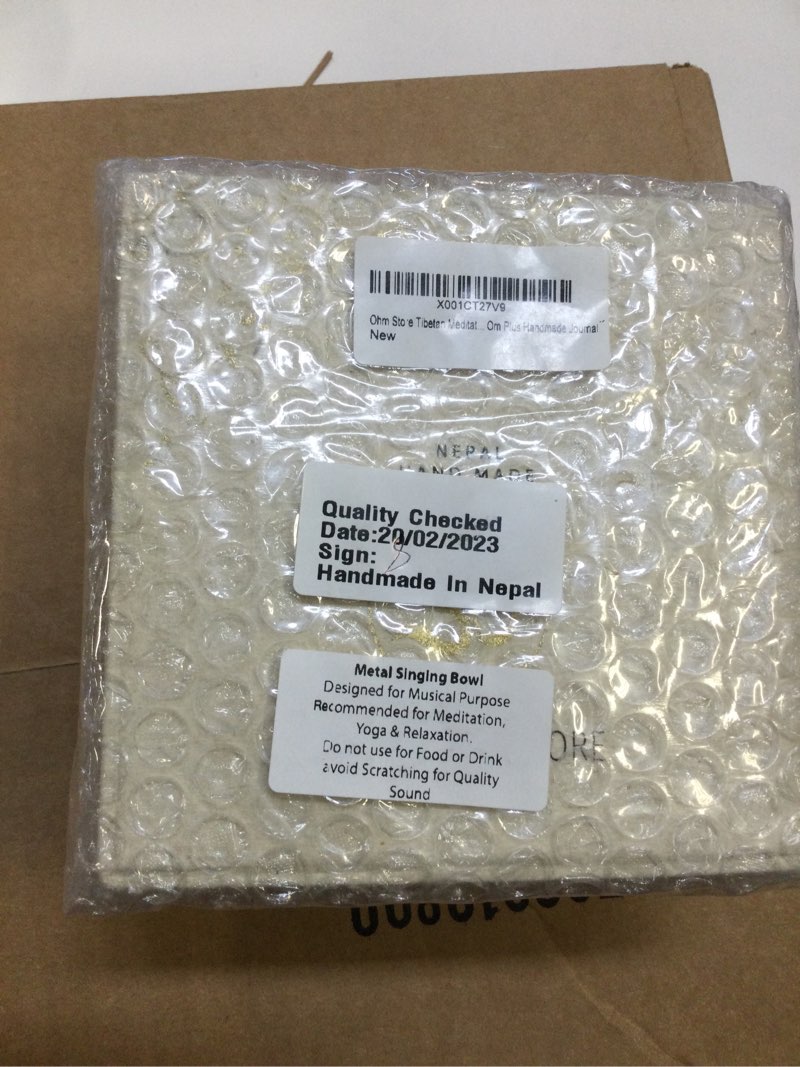 X001CT27V9
Ohm Store Tibetan Meditat... Om Plus Handmade Journal
New
NEPAL
HAND MADE
Quality Checked
Date:20/02/2023
Sign:
Handmade In Nepal
Metal Singing Bowl
Designed for Musical Purpose
Recommended for Meditation,
Yoga & Relaxation.
Do not use for Food or Drink
avoid Scratching for Quality
Sound
ORE